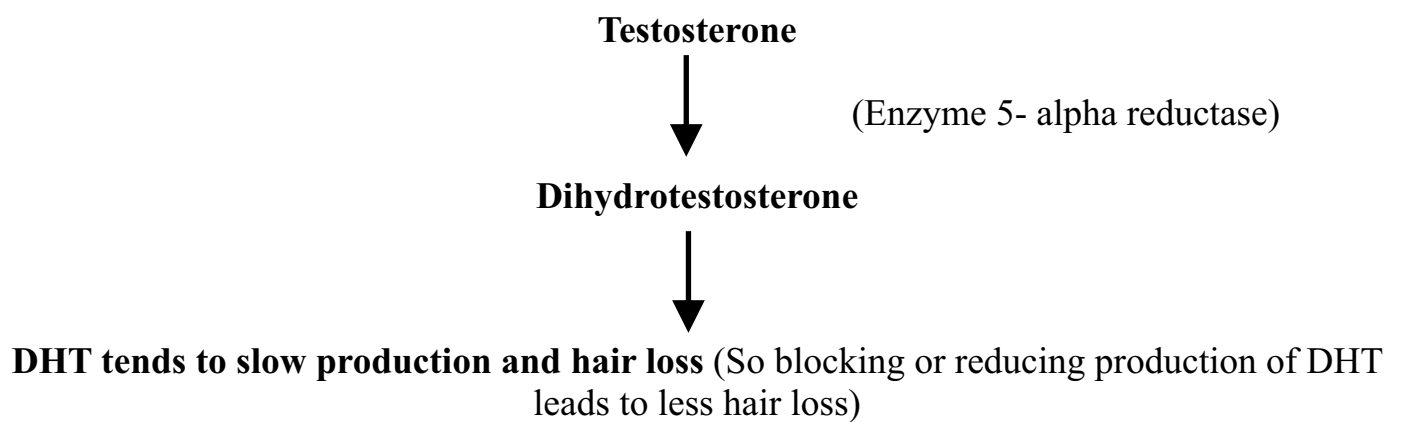 Testosterone
(Enzyme 5- alpha reductase)
Dihydrotestosterone
DHT tends to slow production and hair loss (So blocking or reducing production of DHT
leads to less hair loss)